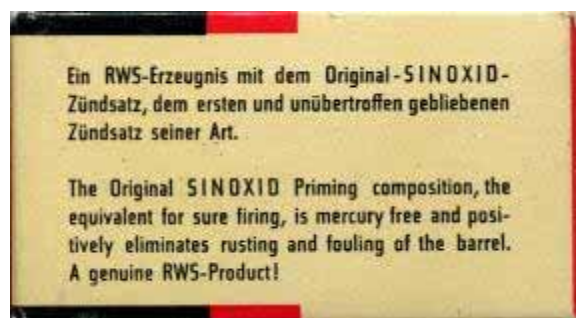 Ein RWS-Erzeugnis mit dem Original-SINOXID-
Zündsatz, dem ersten und unübertroffen gebliebenen
Zündsatz seiner Art.
The Original SINOXID Priming composition, the
equivalent for sure firing, is mercury free and posi-
tively eliminates rusting and fouling of the barrel.
A genuine RWS-Product!